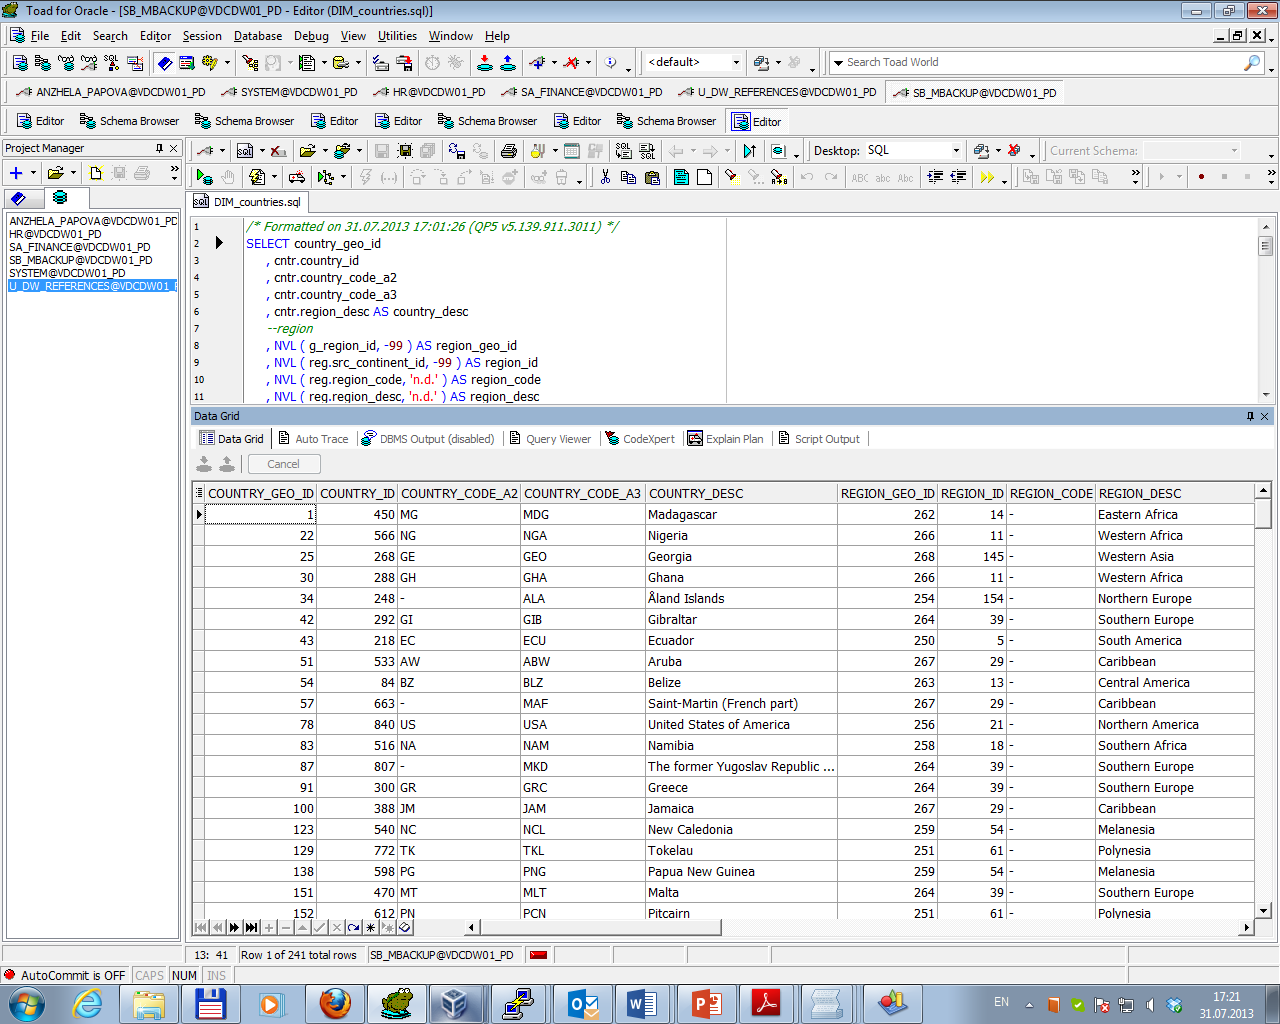 Toad for Oracle - [SB_MBACKUP@VDCDW01_PD - Editor (DIM_countries.sql)]
File Edit Search Editor Session Database Debug View Utilities Window Help
<default> Search Toad World
ANZHELA_PAPOVA@VDCDW01_PD SYSTEM@VDCDW01_PD HR@VDCDW01_PD SA_FINANCE@VDCDW01_PD U_DW_REFERENCES@VDCDW01_PD SB_MBACKUP@VDCDW01_PD
Editor Schema Browser Schema Browser Editor Editor Schema Browser Editor Schema Browser Editor
Project Manager
Desktop: SQL Current Schema:
ANZHELA_PAPOVA@VDCDW01_PD
HR@VDCDW01_PD
SA_FINANCE@VDCDW01_PD
SB_MBACKUP@VDCDW01_PD
SYSTEM@VDCDW01_PD
U_DW_REFERENCES@VDCDW01_
DIM_countries.sql
1 /* Formatted on 31.07.2013 17:01:26 (QP5 v5.139.911.3011) */
2 SELECT country_geo_id
3 , cntr.country_id
4 , cntr.country_code_a2
5 , cntr.country_code_a3
6 , cntr.region_desc AS country_desc
7 --region
8 , NVL ( g_region_id, -99 ) AS region_geo_id
9 , NVL ( reg.src_continent_id, -99 ) AS region_id
10 , NVL ( reg.region_code, 'n.d.' ) AS region_code
11 , NVL ( reg.region_desc, 'n.d.' ) AS region_desc
Data Grid
Data Grid Auto Trace DBMS Output (disabled) Query Viewer CodeXpert Explain Plan Script Output
Cancel
COUNTRY_GEO_ID COUNTRY_ID COUNTRY_CODE_A2 COUNTRY_CODE_A3 COUNTRY_DESC REGION_GEO_ID REGION_ID REGION_CODE REGION_DESC
1 450 MG MDG Madagascar 262 14 - Eastern Africa
22 566 NG NGA Nigeria 266 11 - Western Africa
25 268 GE GEO Georgia 268 145 - Western Asia
30 288 GH GHA Ghana 266 11 - Western Africa
34 248 - ALA Åland Islands 254 154 - Northern Europe
42 292 GI GIB Gibraltar 264 39 - Southern Europe
43 218 EC ECU Ecuador 250 5 - South America
51 533 AW ABW Aruba 267 29 - Caribbean
54 84 BZ BLZ Belize 263 13 - Central America
57 663 - MAF Saint-Martin (French part) 267 29 - Caribbean
78 840 US USA United States of America 256 21 - Northern America
83 516 NA NAM Namibia 258 18 - Southern Africa
87 807 - MKD The former Yugoslav Republic ... 264 39 - Southern Europe
91 300 GR GRC Greece 264 39 - Southern Europe
100 388 JM JAM Jamaica 267 29 - Caribbean
123 540 NC NCL New Caledonia 259 54 - Melanesia
129 772 TK TKL Tokelau 251 61 - Polynesia
138 598 PG PNG Papua New Guinea 259 54 - Melanesia
151 470 MT MLT Malta 264 39 - Southern Europe
152 612 PN PCN Pitcairn 251 61 - Polynesia
13: 41 Row 1 of 241 total rows SB_MBACKUP@VDCDW01_PD
AutoCommit is OFF CAPS NUM INS
EN 17:21
31.07.2013